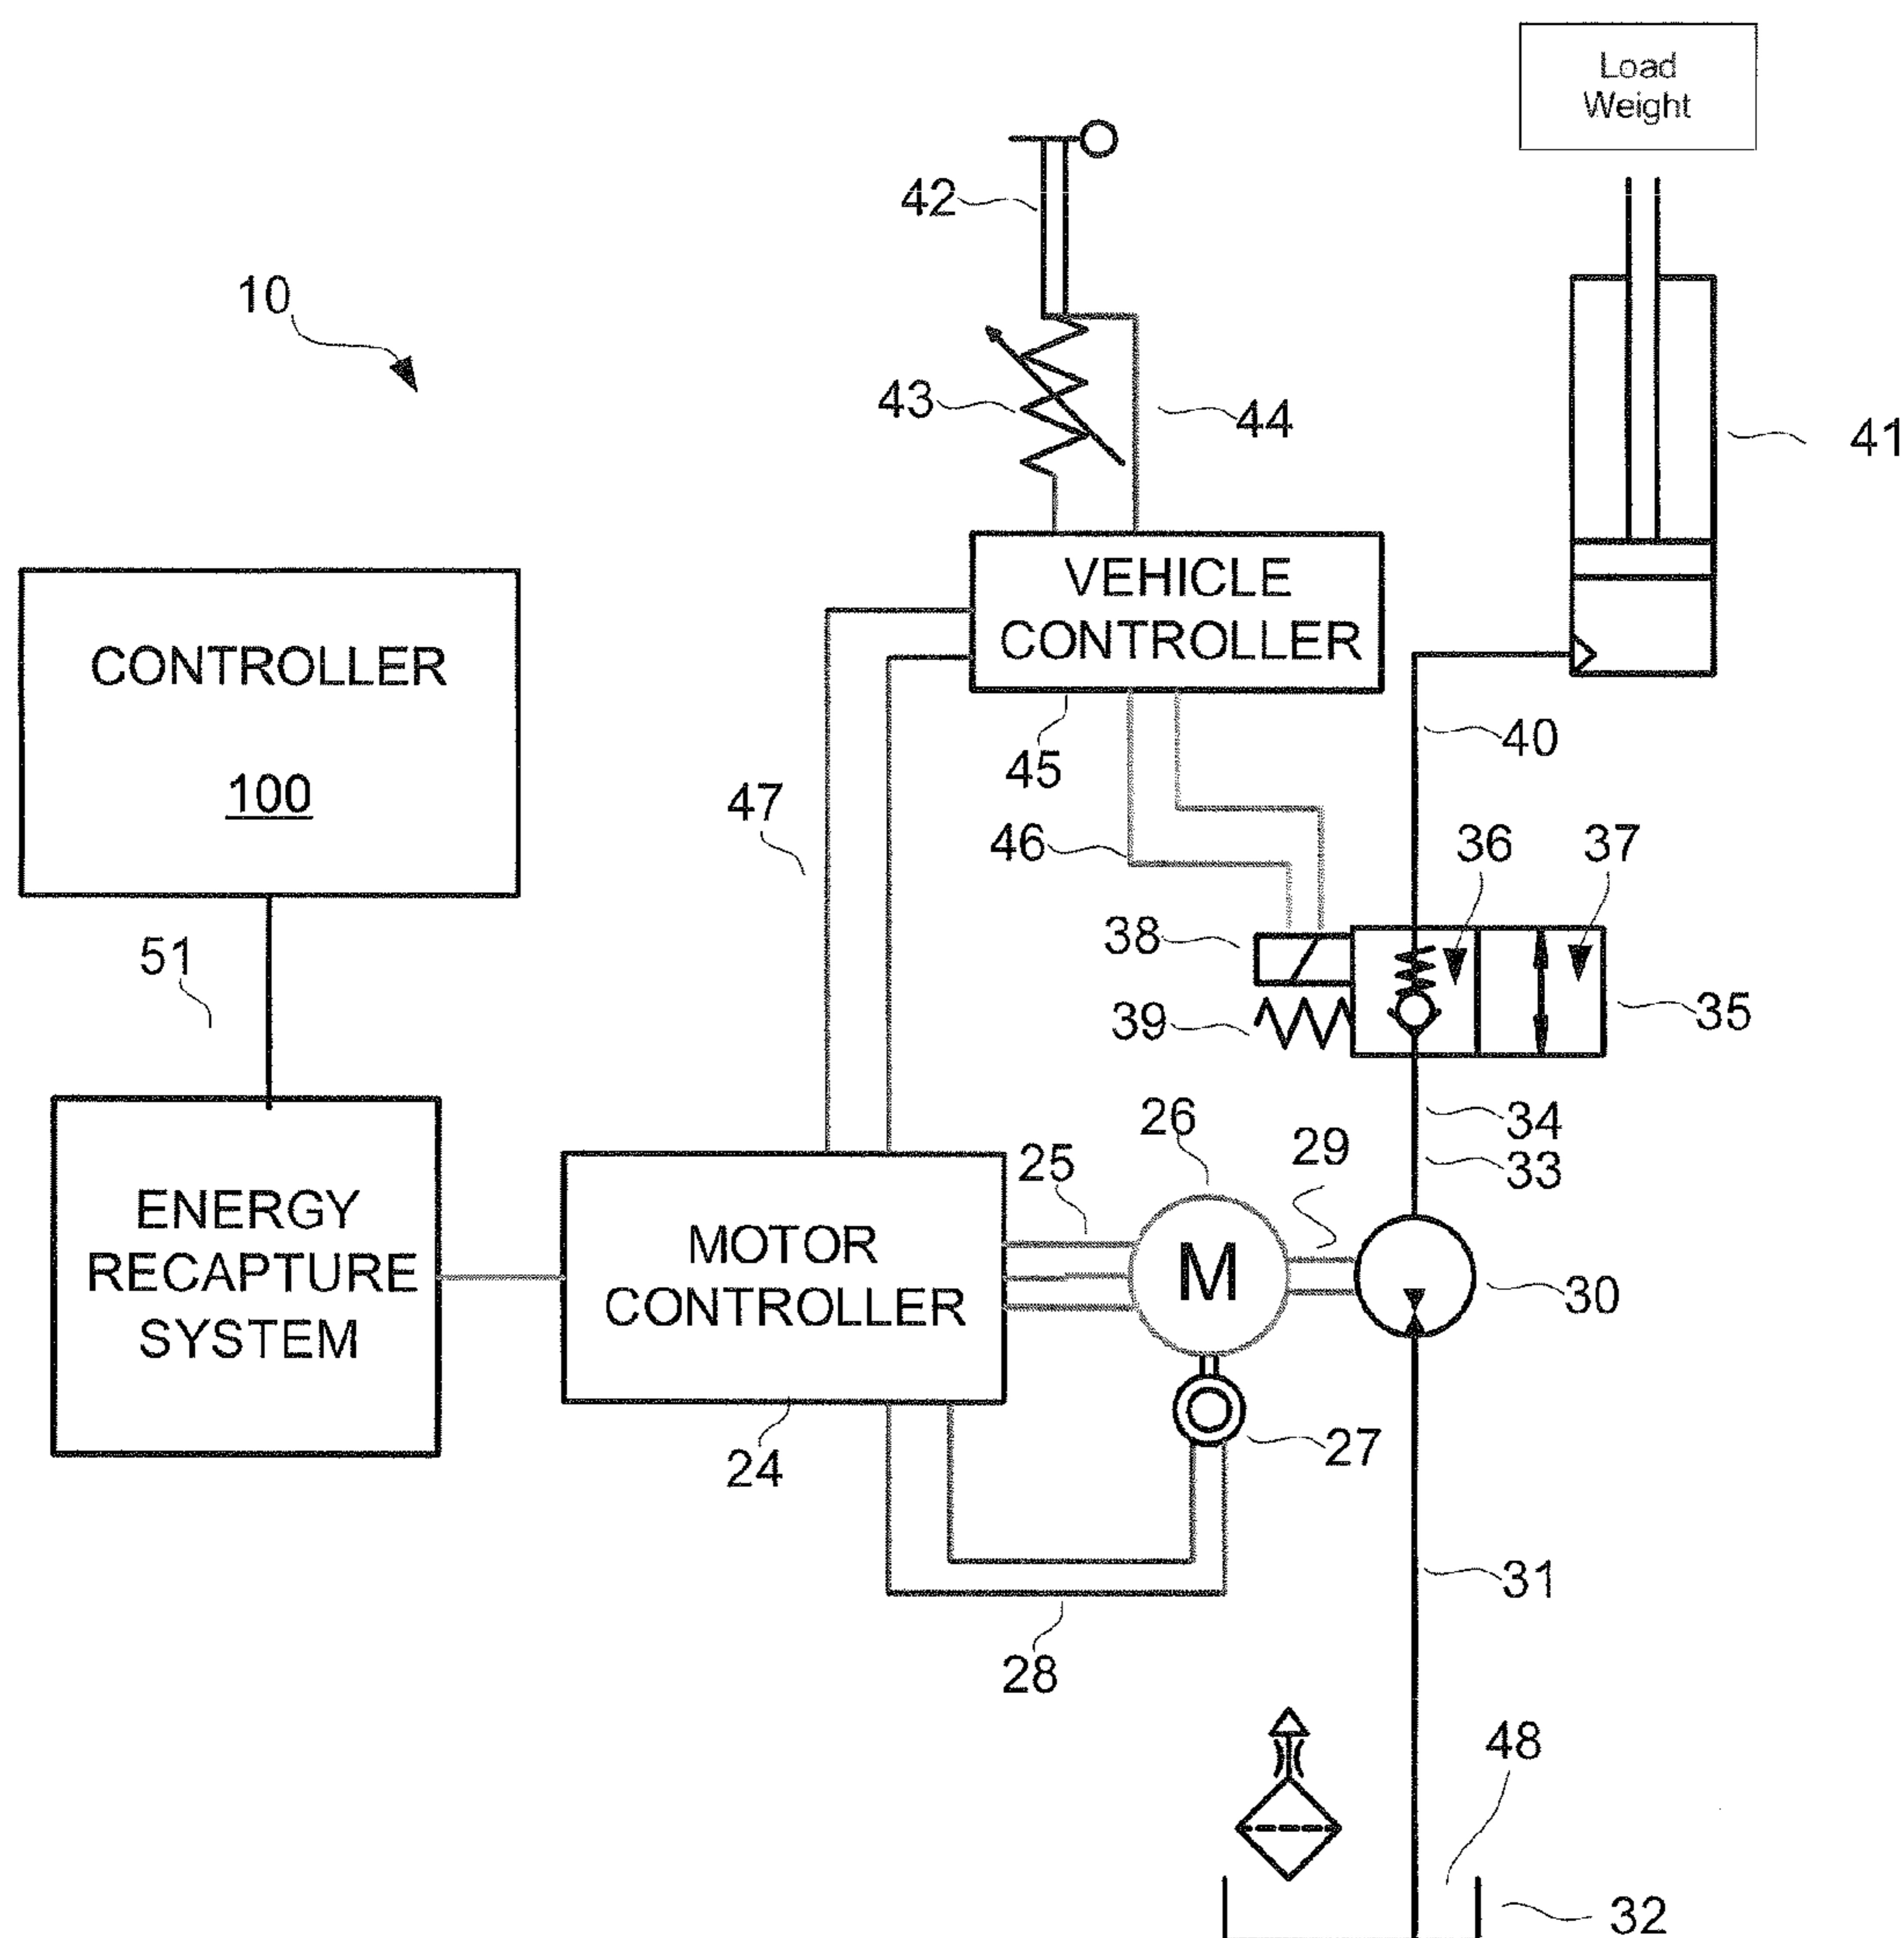 Load
Weight
42
10
43
44
41
VEHICLE
CONTROLLER
CONTROLLER
100
45
40
47
46
36
37
38
51
39
35
26
34
25
29
33
ENERGY
RECAPTURE
SYSTEM
MOTOR
CONTROLLER
M
30
24
27
31
28
48
32